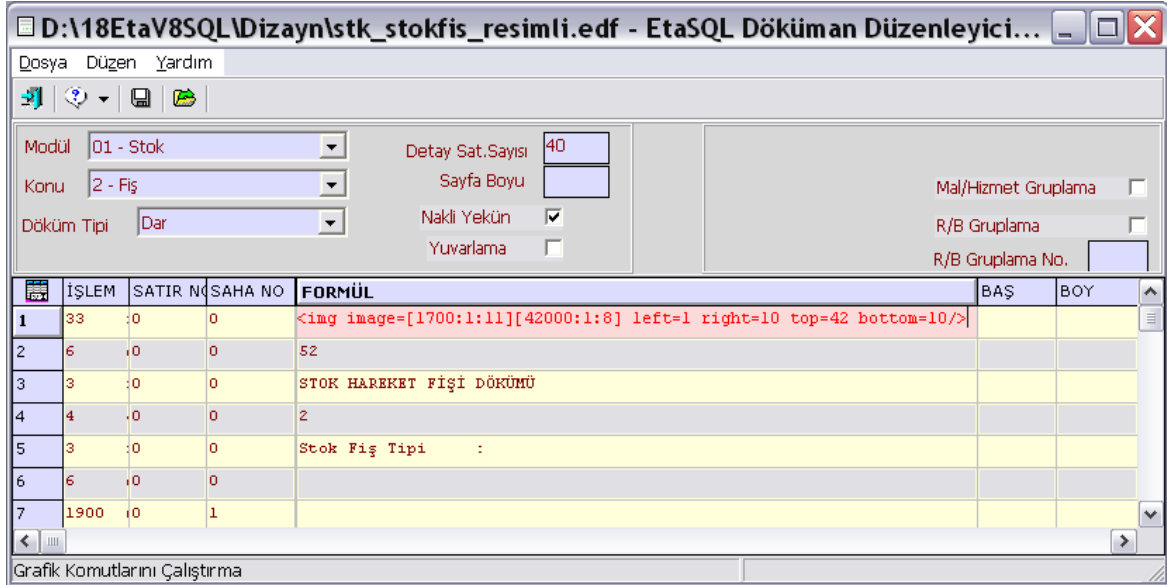 D:\18EtaV8SQL\Dizayn\stk_stokfis_resimli.edf - EtaSQL Döküman Düzenleyici...
Dosya Düzen Yardım
Modül 01 - Stok Detay Sat.Sayısı 40
Konu 2 - Fiş Sayfa Boyu Mal/Hizmet Gruplama
Döküm Tipi Dar Nakli Yekün R/B Gruplama
Yuvarlama R/B Gruplama No.
İŞLEM SATIR NO SAHA NO FORMÜL BAŞ BOY
1 33 :0 0 <img image=[1700:1:11][42000:1:8] left=1 right=10 top=42 bottom=10/>
2 6 0 0 52
3 3 :0 0 STOK HAREKET FİŞİ DÖKÜMÜ
4 4 0 0 2
5 3 :0 0 Stok Fiş Tipi :
6 6 0 0
7 1900 0 1
Grafik Komutlarını Çalıştırma